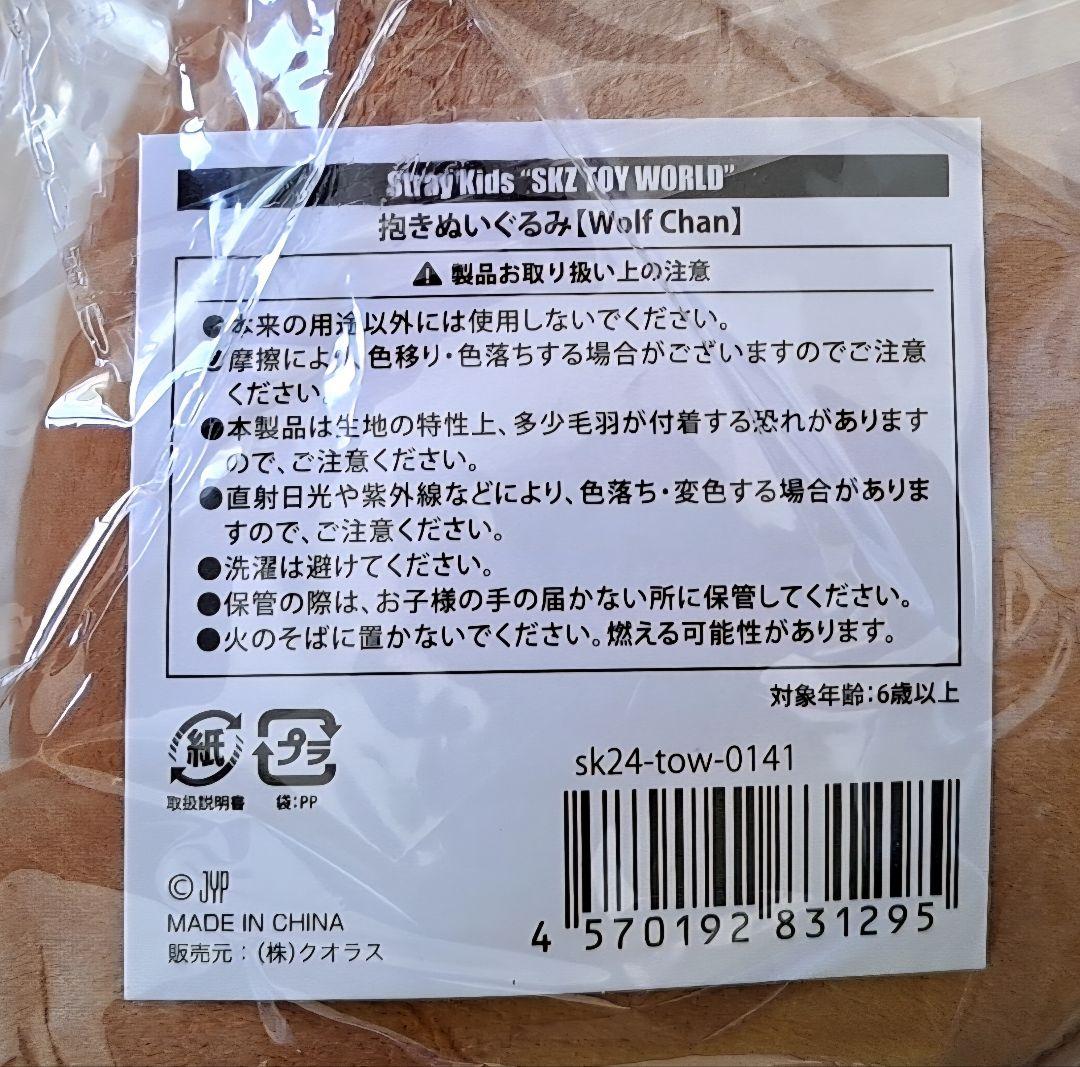 Stray Kids “SKZ TOY WORLD”
抱きぬいぐるみ【Wolf Chan】
製品お取り扱い上の注意
●本来の用途以外には使用しないでください。
●摩擦により、色移り・色落ちする場合がございますのでご注意
ください。
●本製品は生地の特性上、多少毛羽が付着する恐れがあります
ので、ご注意ください。
●直射日光や紫外線などにより、色落ち・変色する場合がありま
すので、ご注意ください。
●洗濯は避けてください。
●保管の際は、お子様の手の届かない所に保管してください。
●火のそばに置かないでください。燃える可能性があります。
対象年齢：6歳以上
紙 プラ
取扱説明書 袋：PP
sk24-tow-0141
4 570192 831295
© JYP
MADE IN CHINA
販売元：（株）クオラス